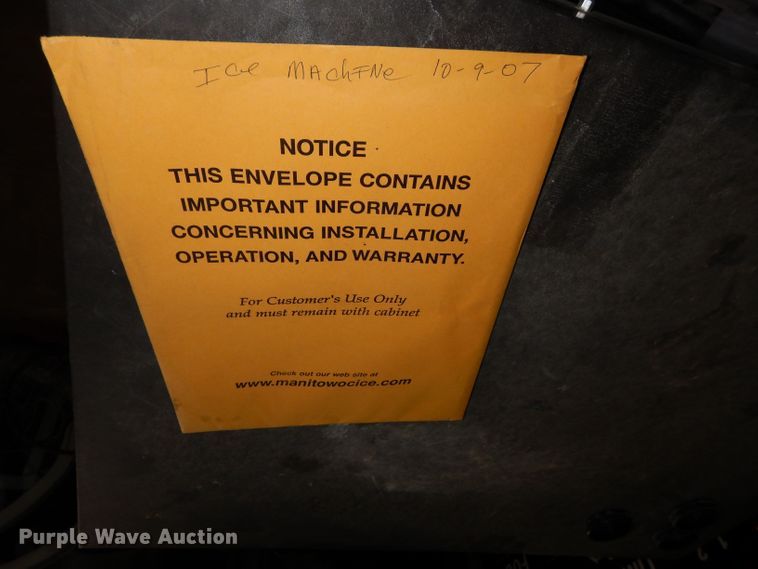 Ice MachINe 10-9-07
NOTICE
THIS ENVELOPE CONTAINS
IMPORTANT INFORMATION
CONCERNING INSTALLATION,
OPERATION, AND WARRANTY.
For Customer's Use Only
and must remain with cabinet
Check out our web site at
www.manitowocice.com
Purple Wave Auction